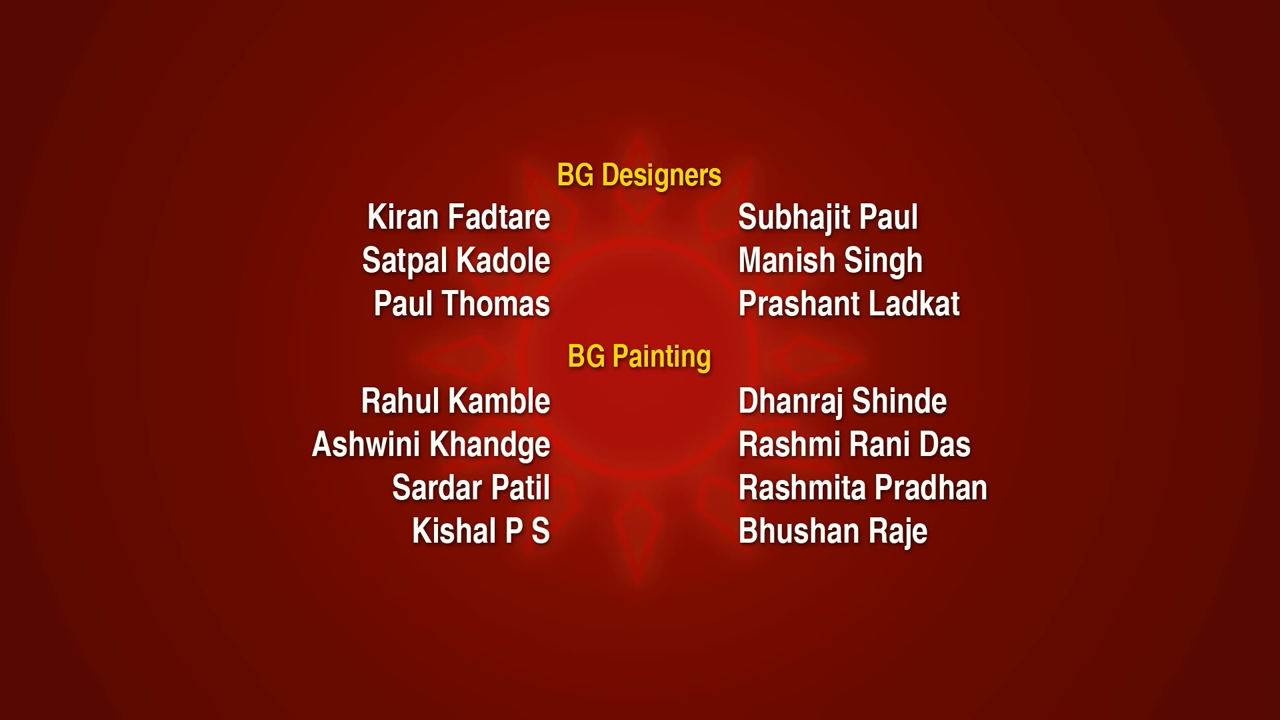 BG Designers
Kiran Fadtare Subhajit Paul
Satpal Kadole Manish Singh
Paul Thomas Prashant Ladkat
BG Painting
Rahul Kamble Dhanraj Shinde
Ashwini Khandge Rashmi Rani Das
Sardar Patil Rashmita Pradhan
Kishal P S Bhushan Raje